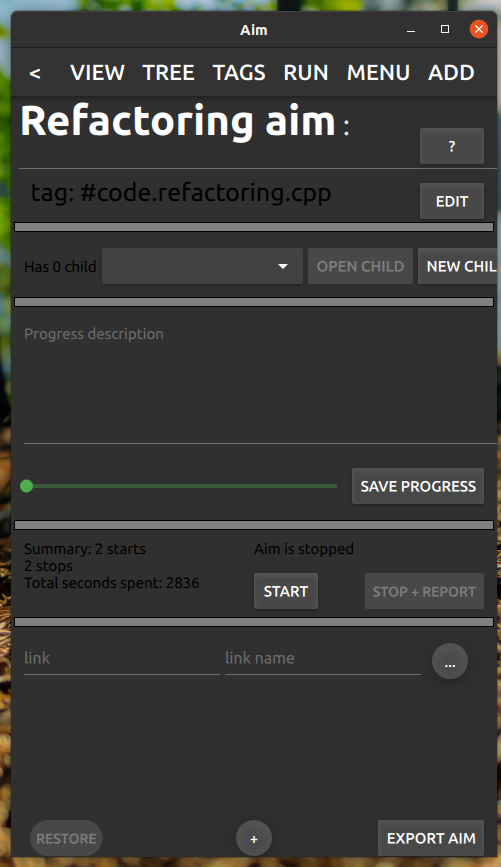 Aim
< VIEW TREE TAGS RUN MENU ADD
Refactoring aim :
?
tag: #code.refactoring.cpp
EDIT
Has 0 child
OPEN CHILD
NEW CHIL
Progress description
SAVE PROGRESS
Summary: 2 starts
2 stops
Total seconds spent: 2836
Aim is stopped
START
STOP + REPORT
link
link name
...
RESTORE
+
EXPORT AIM